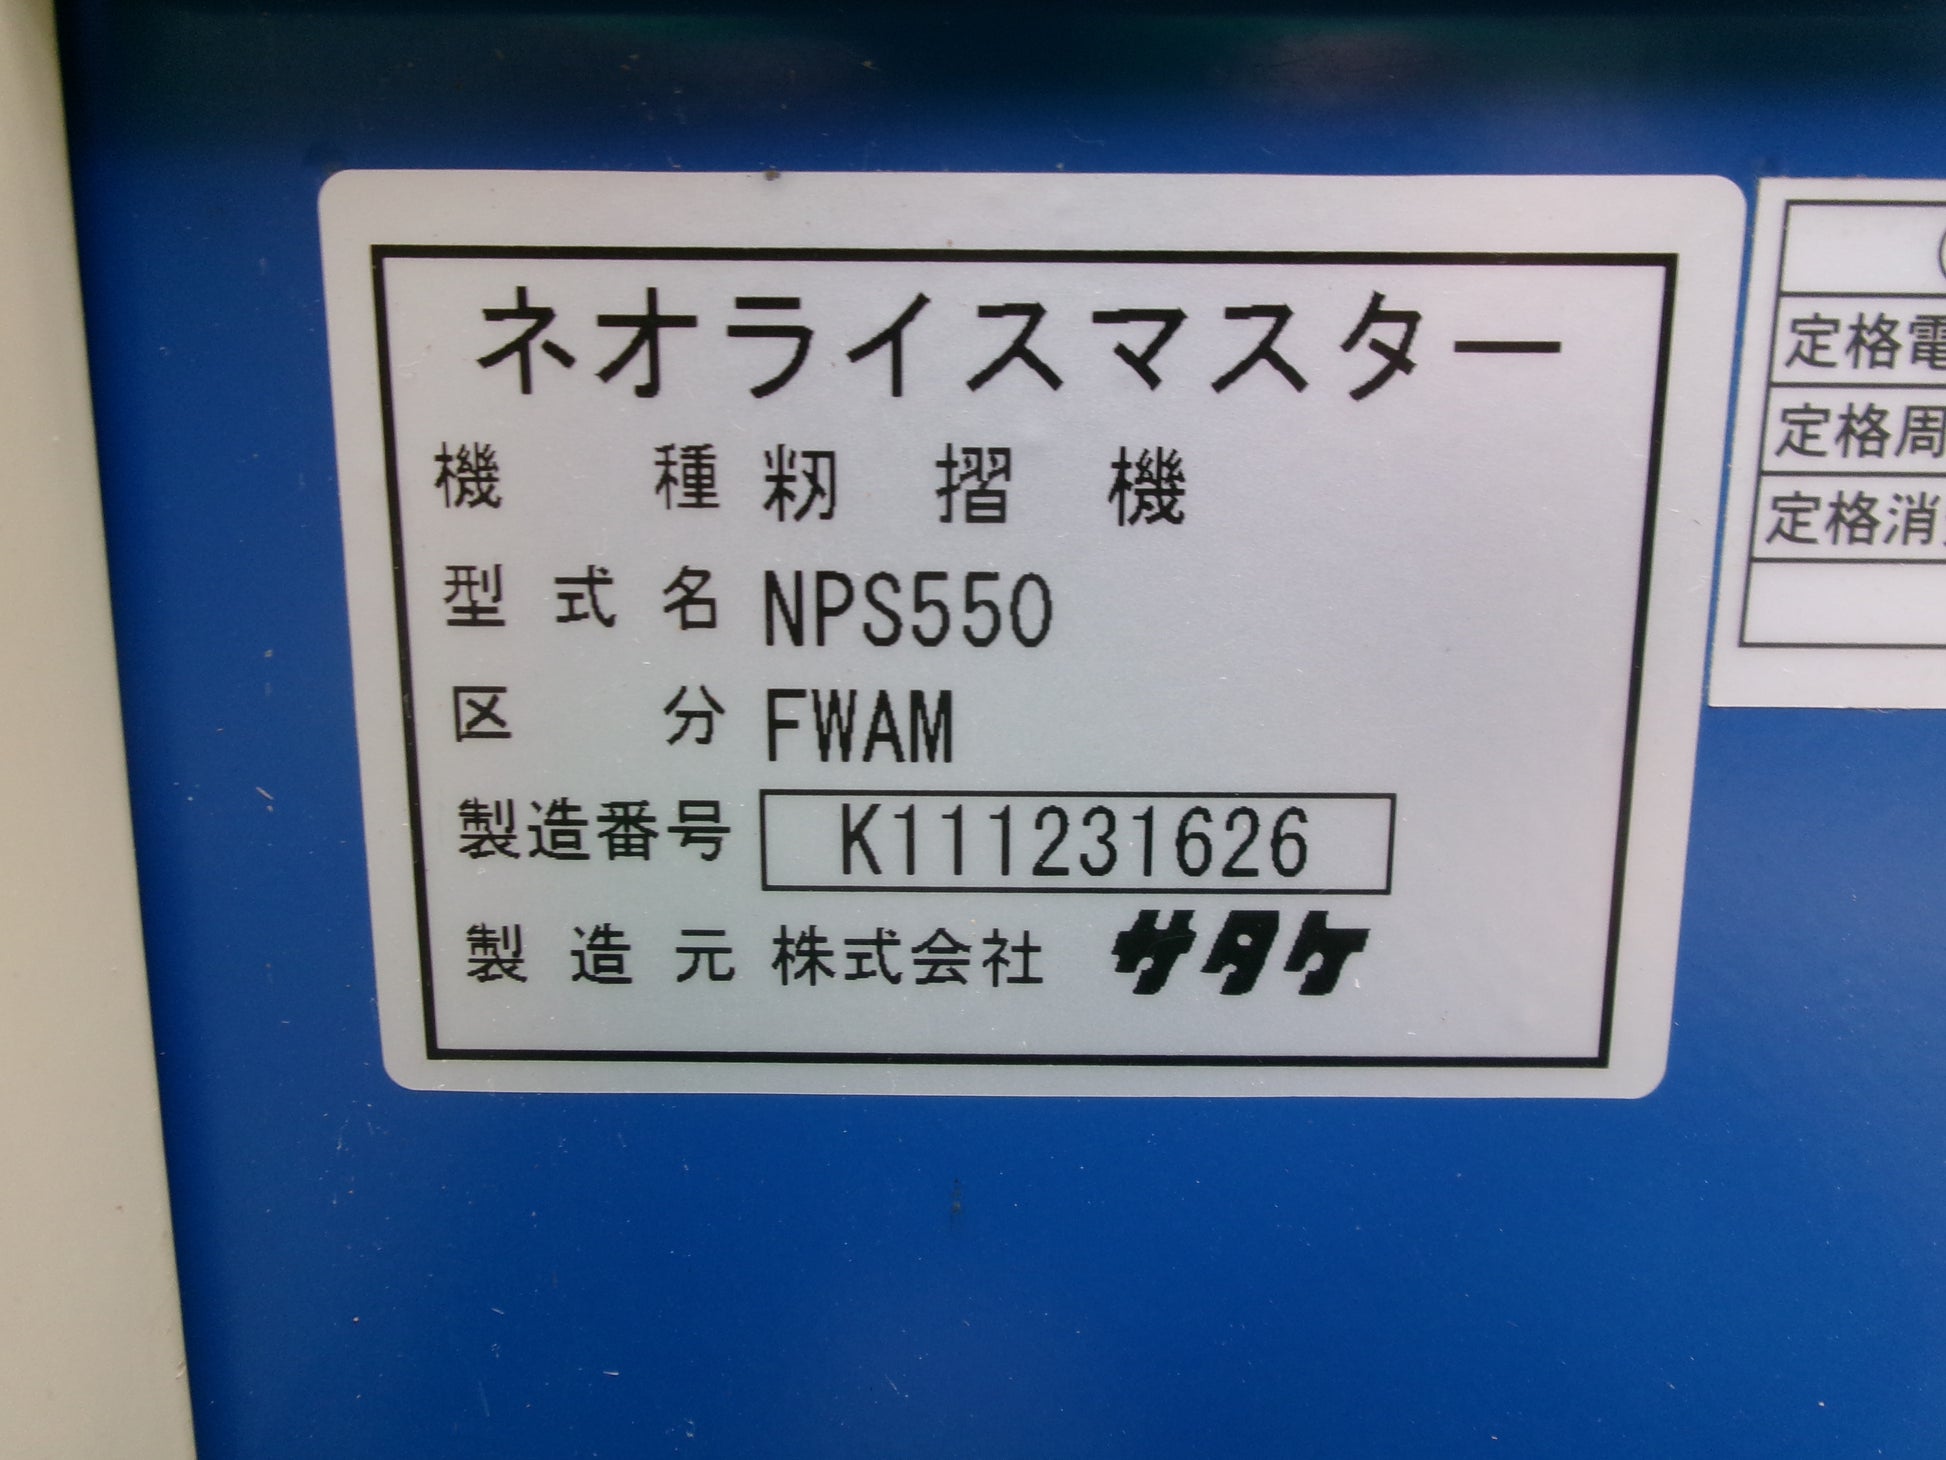 ネオライスマスター
機種 籾摺機
型式名 NPS550
区分 FWAM
製造番号 K111231626
製造元 株式会社 サタケ
定格電
定格周
定格消